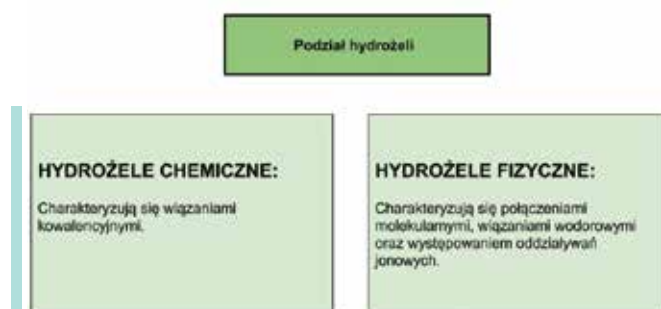 Podział hydrożeli
HYDROŻELE CHEMICZNE:
Charakteryzują się wiązaniami
kowalencyjnymi.
HYDROŻELE FIZYCZNE:
Charakteryzują się połączeniami
molekularnymi, wiązaniami wodorowymi
oraz występowaniem oddziaływań
jonowych.